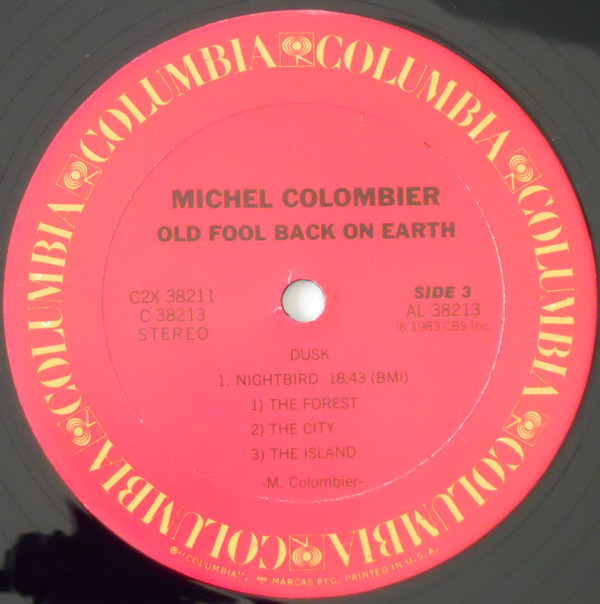 COLUMBIA COLUMBIA COLUMBIA COLUMBIA COLUMBIA COLUMBIA
MICHEL COLOMBIER
OLD FOOL BACK ON EARTH
C2X 38211
C 38213
STEREO
SIDE 3
AL 38213
℗ 1983 CBS Inc.
DUSK
1. NIGHTBIRD 18:43 (BMI)
1) THE FOREST
2) THE CITY
3) THE ISLAND
-M. Colombier-
®"COLUMBIA", MARCAS REG. PRINTED IN U.S.A.